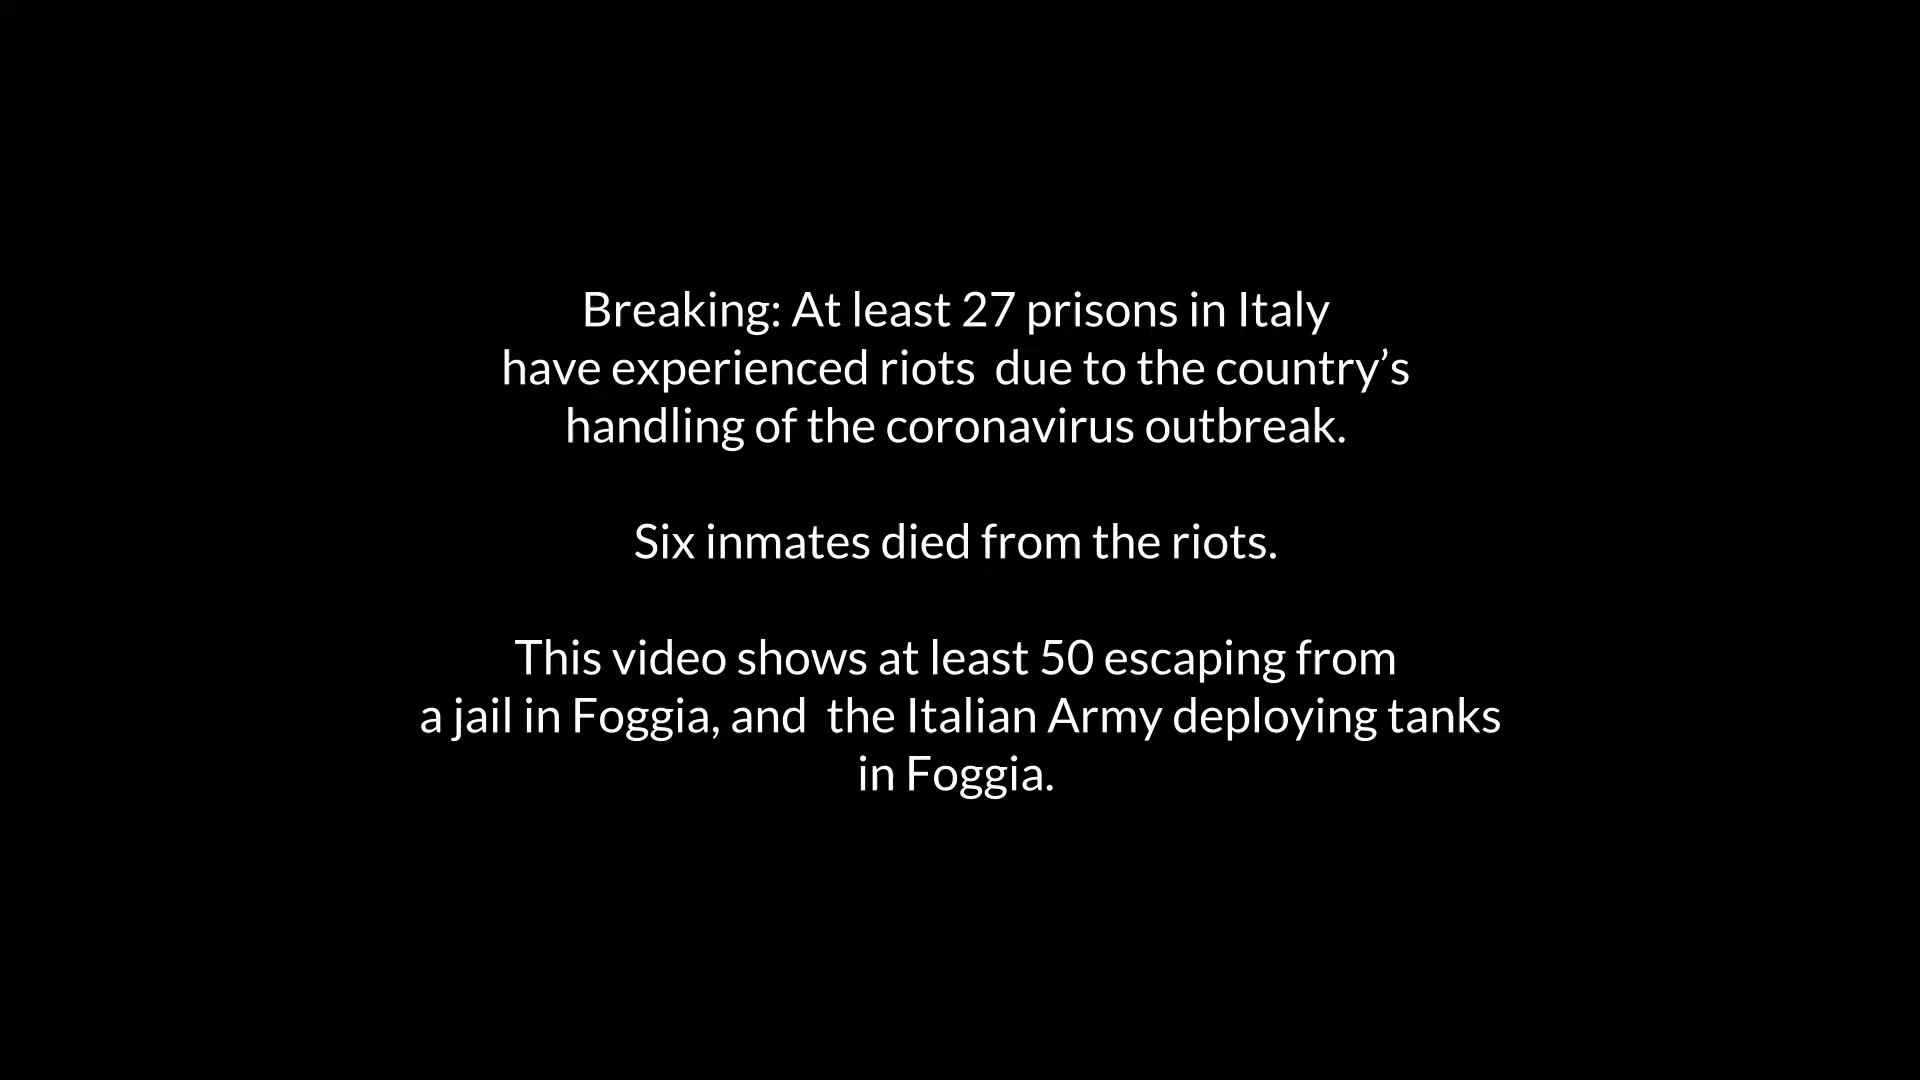 Breaking: At least 27 prisons in Italy
have experienced riots  due to the country’s
handling of the coronavirus outbreak.
Six inmates died from the riots.
This video shows at least 50 escaping from
a jail in Foggia, and  the Italian Army deploying tanks
in Foggia.